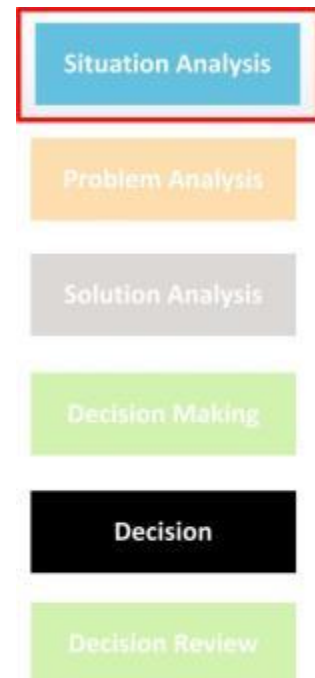 Situation Analysis
Problem Analysis
Solution Analysis
Decision Making
Decision
Decision Review